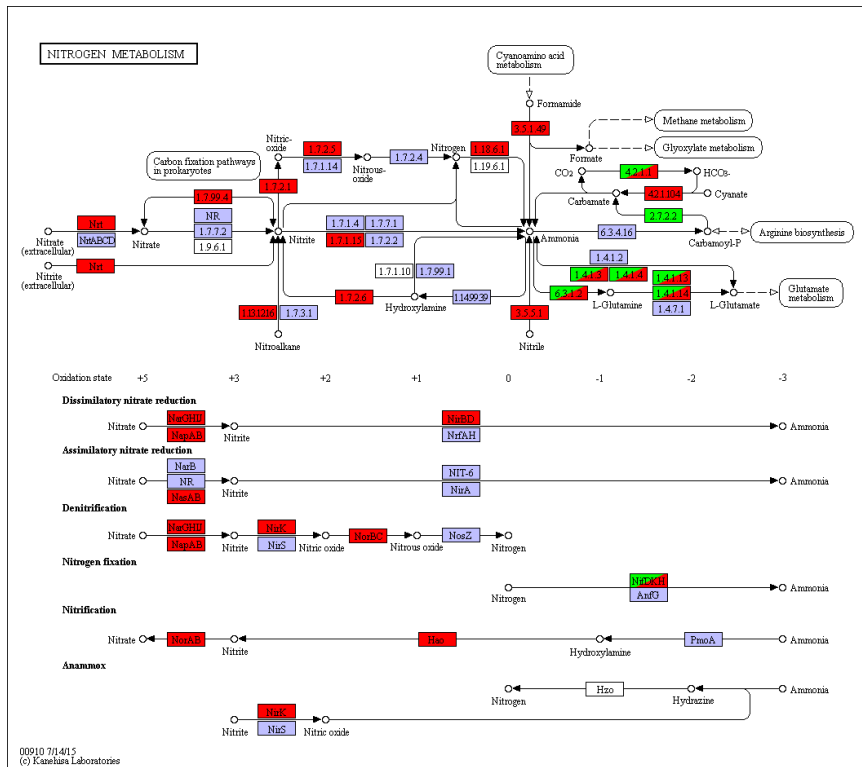 NITROGEN METABOLISM
Cyanoamino acid
metabolism
Formamide
3.5.1.49
Methane metabolism
Glyoxylate metabolism
Formate
Nitric-
oxide
1.7.2.5
1.7.1.14
Nitrous-
oxide
1.7.2.4
Nitrogen
1.18.6.1
1.19.6.1
Carbon fixation pathways
in prokaryotes
CO2
4.2.1.1
HCO3-
1.7.2.1
1.7.99.4
Carbamate
4.2.1.104
Cyanate
2.7.2.2
Nrt
NrtABCD
Nitrate
(extracellular)
Nitrate
NR
1.7.7.2
1.9.6.1
Nitrite
1.7.1.4
1.7.7.1
1.7.1.15
1.7.2.2
Ammonia
6.3.4.16
Carbamoyl-P
Arginine biosynthesis
Nrt
Nitrite
(extracellular)
1.7.1.10
1.7.99.1
1.4.1.2
1.4.1.3
1.4.1.4
1.4.1.13
1.7.2.6
Hydroxylamine
1.14.99.39
6.3.1.2
L-Glutamine
1.4.1.14
1.4.7.1
L-Glutamate
Glutamate
metabolism
1.13.12.16
1.7.3.1
3.5.5.1
Nitroalkane
Nitrile
Oxidation state +5 +3 +2 +1 0 -1 -2 -3
Dissimilatory nitrate reduction
Nitrate
NarGHIJ
NapAB
Nitrite
NirBD
NrfAH
Ammonia
Assimilatory nitrate reduction
Nitrate
NarB
NR
NasAB
Nitrite
NIT-6
NirA
Ammonia
Denitrification
Nitrate
NarGHIJ
NapAB
Nitrite
NirK
NirS
Nitric oxide
NorBC
Nitrous oxide
NosZ
Nitrogen
Nitrogen fixation
Nitrogen
NifDKH
AnfG
Ammonia
Nitrification
Nitrate
NxrAB
Nitrite
Hao
Hydroxylamine
PmoA
Ammonia
Anammox
Nitrogen
Hzo
Hydrazine
Ammonia
Nitrite
NirK
NirS
Nitric oxide
00910 7/14/15
(c) Kanehisa Laboratories